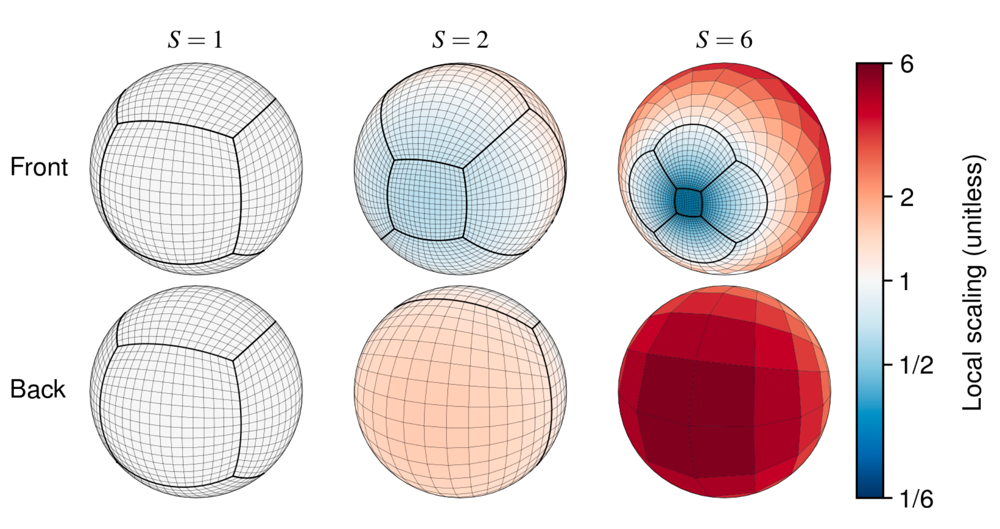 S = 1
S = 2
S = 6
Front
Back
6
2
1
1/2
1/6
Local scaling (unitless)